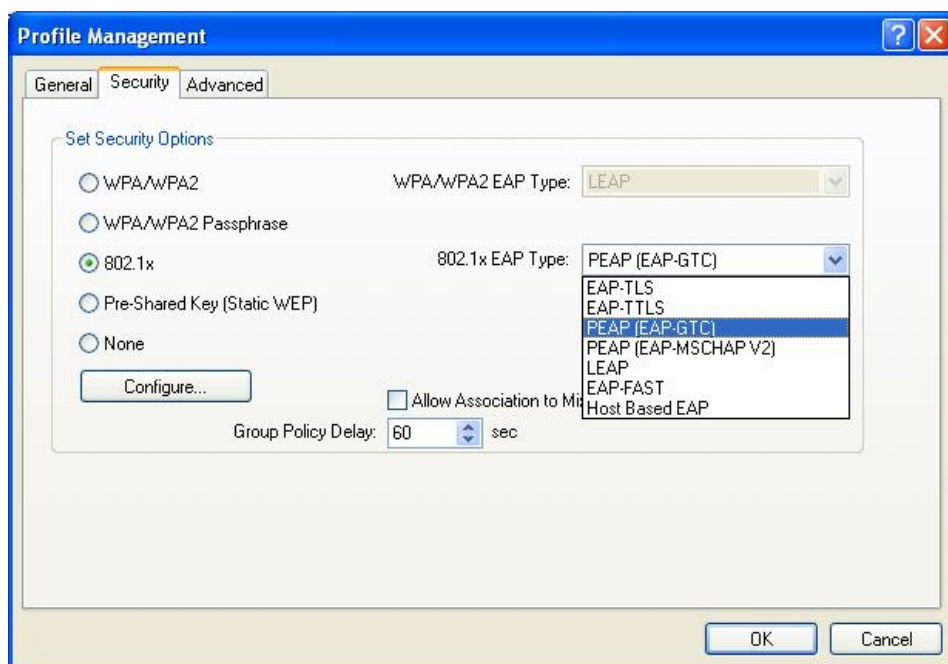 Profile Management
General Security Advanced
Set Security Options
WPA/WPA2 WPA/WPA2 EAP Type: LEAP
WPA/WPA2 Passphrase
802.1x 802.1x EAP Type: PEAP (EAP-GTC)
EAP-TLS
EAP-TTLS
Pre-Shared Key (Static WEP) PEAP (EAP-GTC)
None PEAP (EAP-MSCHAP V2)
LEAP
Configure... EAP-FAST
Allow Association to Host Based EAP
Group Policy Delay: 60 sec
OK Cancel